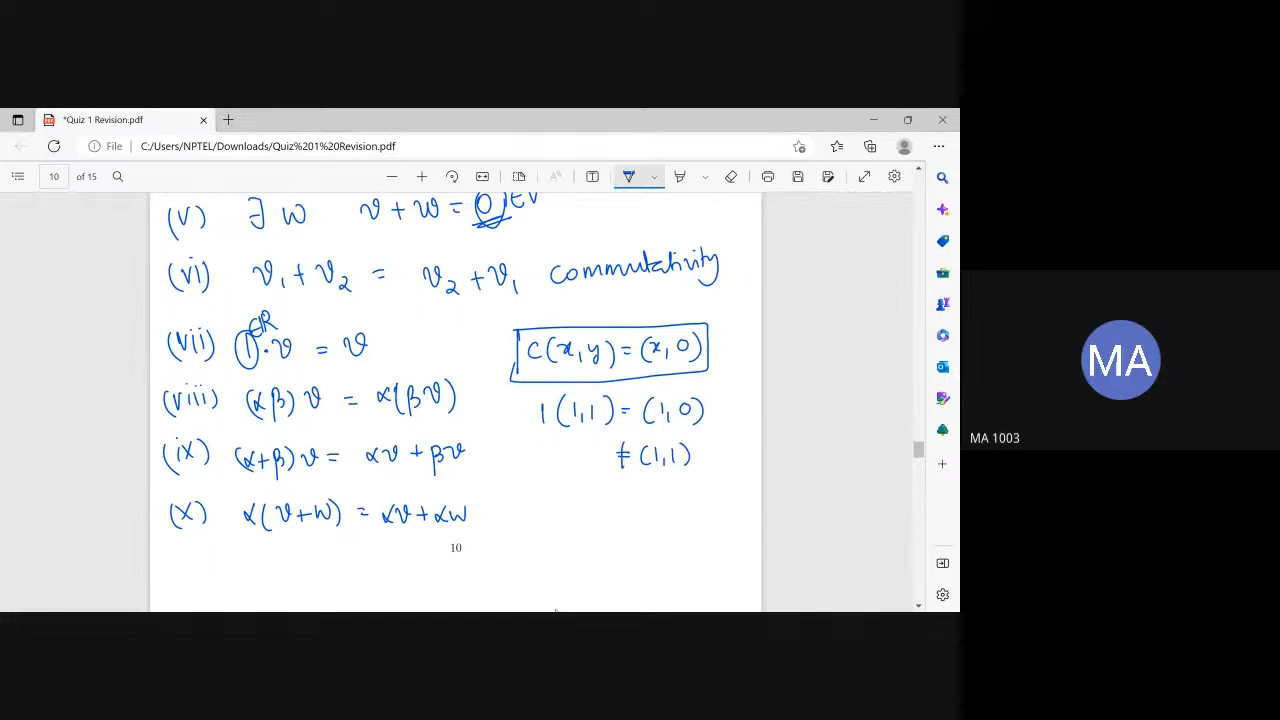 *Quiz 1 Revision.pdf
File C:/Users/NPTEL/Downloads/Quiz%201%20Revision.pdf
10 of 15
(v) ∃ w v + w = 0 ∈ V
(vi) v₁ + v₂ = v₂ + v₁ commutativity
(vii) 1 · v = v
∈ℝ
(viii) (αβ) v = α(βv)
(ix) (α+β) v = αv + βv
(x) α(v+w) = αv + αw
c(x,y) = (x,0)
1(1,1) = (1,0)
≠ (1,1)
10
MA
MA 1003